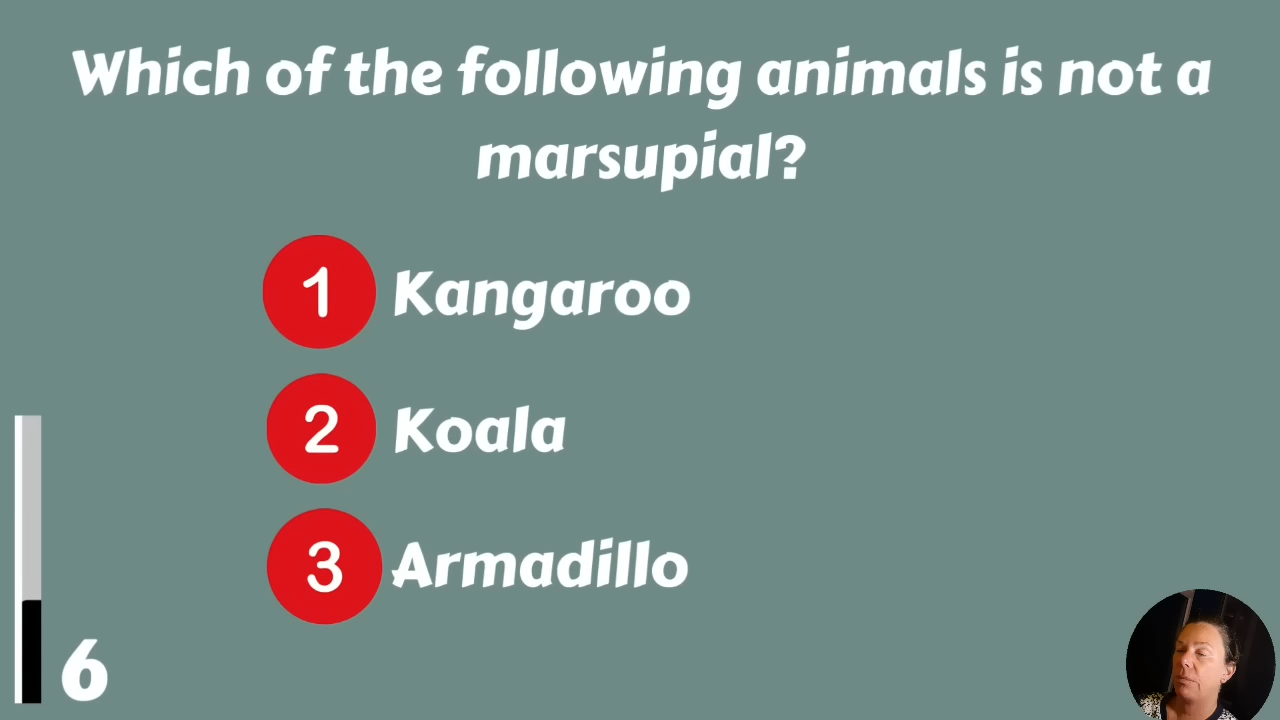 Which of the following animals is not a
marsupial?
1 Kangaroo
2 Koala
3 Armadillo
6